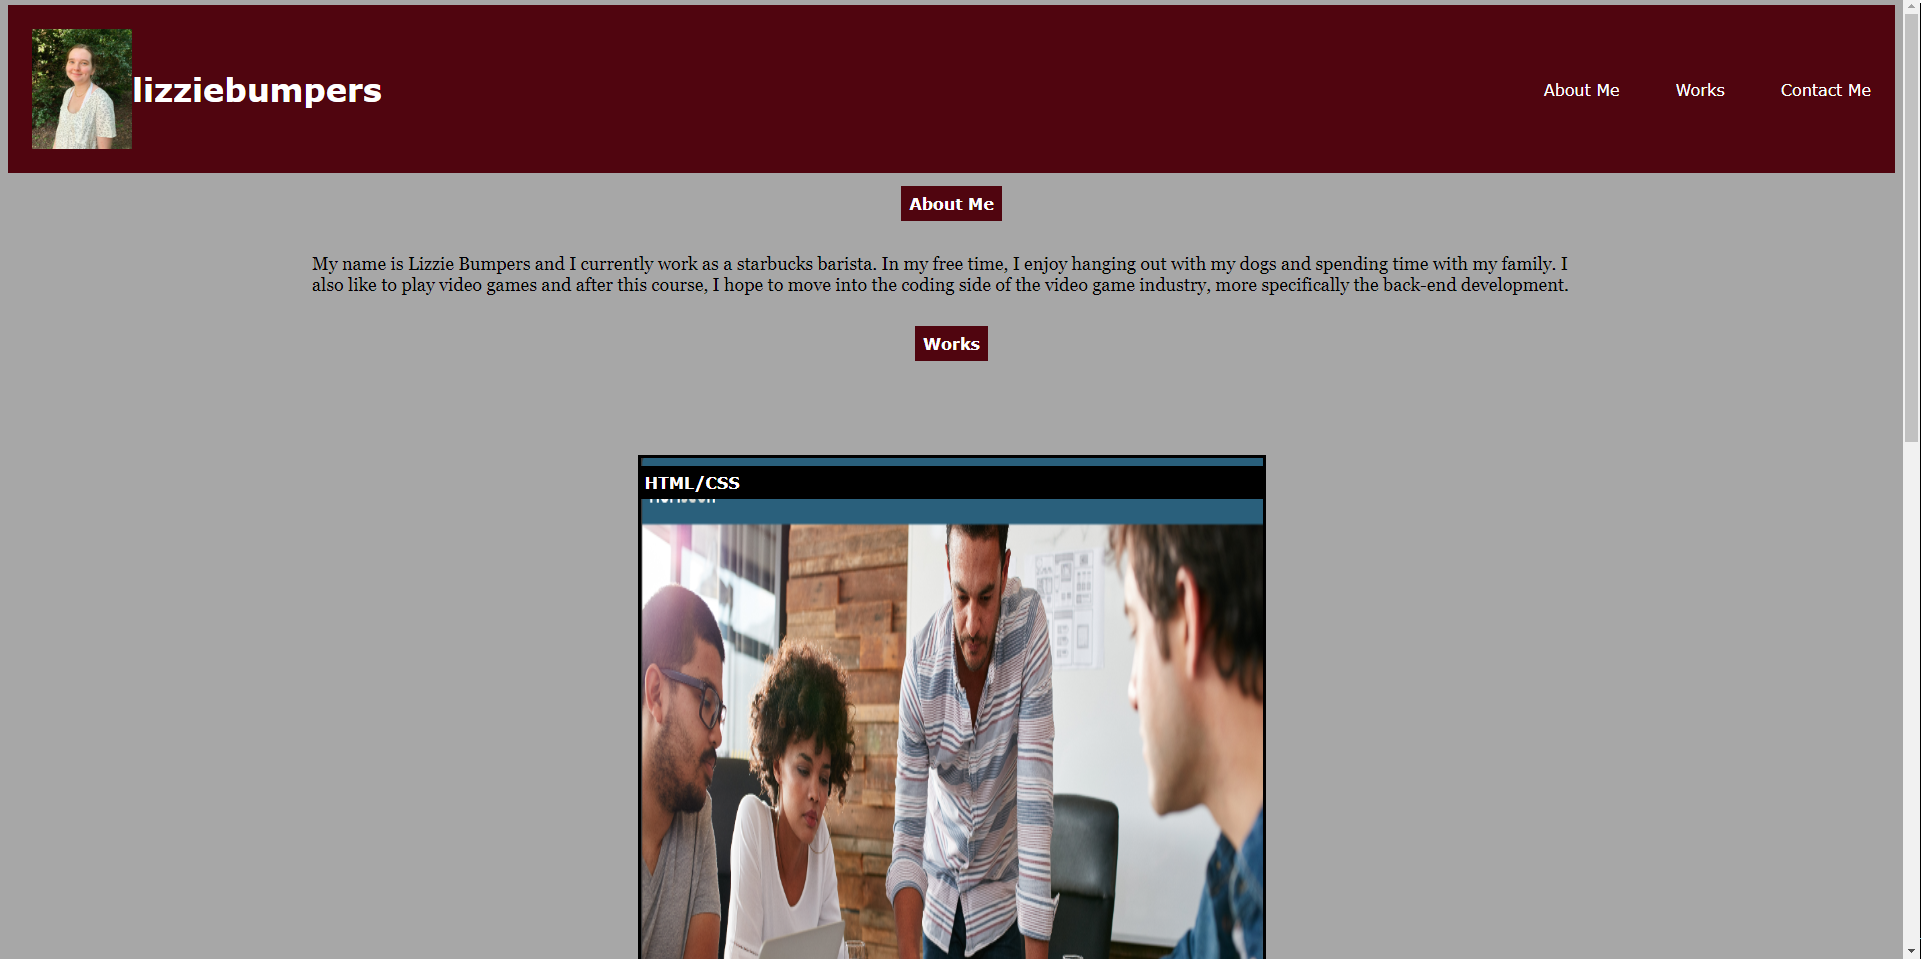 lizziebumpers
About Me
Works
Contact Me
About Me
My name is Lizzie Bumpers and I currently work as a starbucks barista. In my free time, I enjoy hanging out with my dogs and spending time with my family. I
also like to play video games and after this course, I hope to move into the coding side of the video game industry, more specifically the back-end development.
Works
HTML/CSS